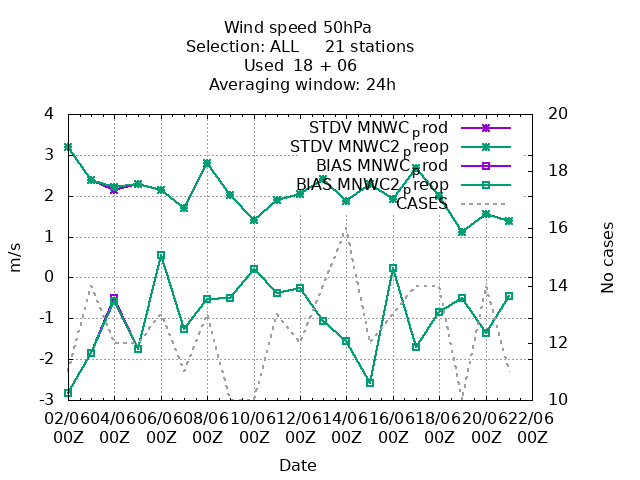 Wind speed 50hPa
Selection: ALL 21 stations
Used 18 + 06
Averaging window: 24h
4 20
STDV MNWC_prod
STDV MNWC2_preop
3 18
BIAS MNWC_prod
BIAS MNWC2_preop
2
CASES
1 16
0 14
-1
-2 12
-3 10
m/s
No cases
02/06 04/06 06/06 08/06 10/06 12/06 14/06 16/06 18/06 20/06 22/06
00Z 00Z 00Z 00Z 00Z 00Z 00Z 00Z 00Z 00Z 00Z
Date